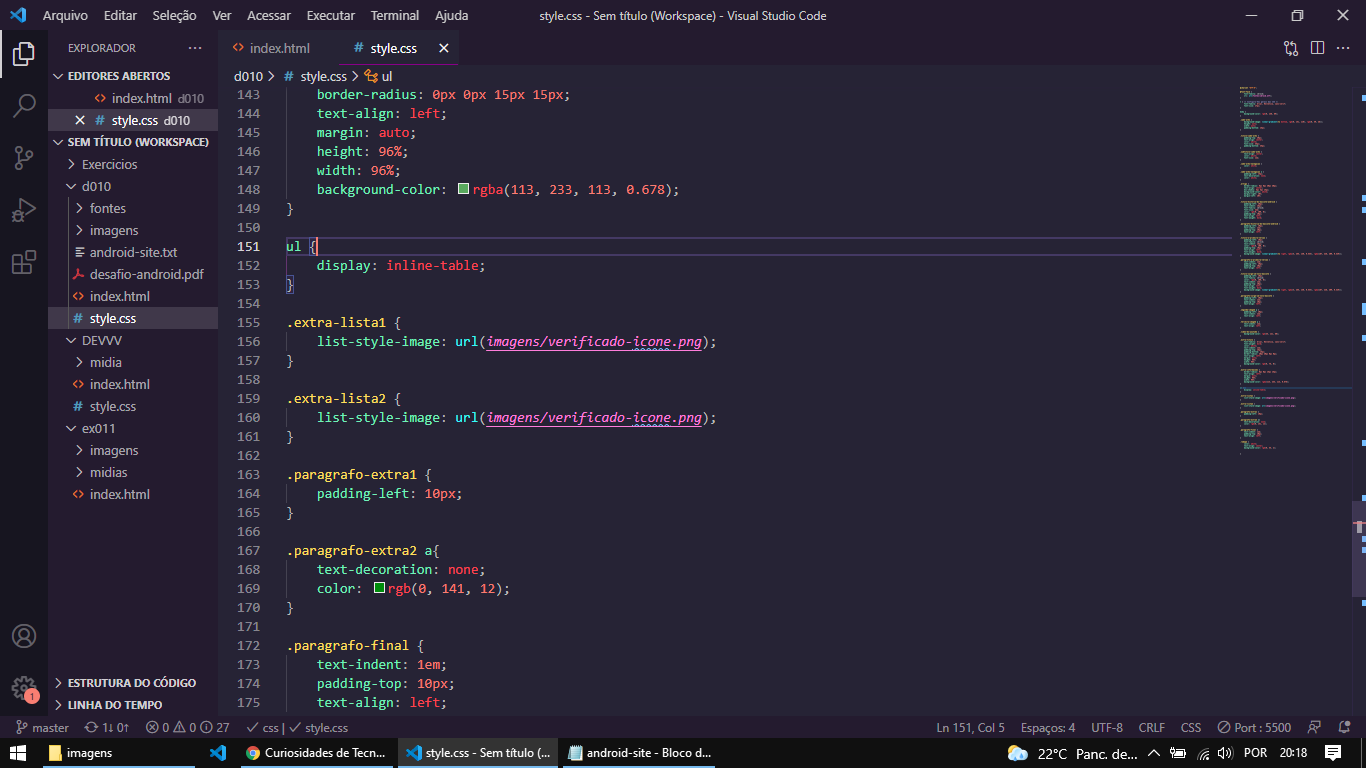 Arquivo Editar Seleção Ver Acessar Executar Terminal Ajuda
style.css - Sem título (Workspace) - Visual Studio Code
EXPLORADOR
EDITORES ABERTOS
index.html d010
style.css d010
SEM TÍTULO (WORKSPACE)
Exercicios
d010
fontes
imagens
android-site.txt
desafio-android.pdf
index.html
style.css
DEVVV
midia
index.html
style.css
ex011
imagens
midias
index.html
ESTRUTURA DO CÓDIGO
LINHA DO TEMPO
index.html
style.css
d010 > # style.css > ul
143 border-radius: 0px 0px 15px 15px;
144 text-align: left;
145 margin: auto;
146 height: 96%;
147 width: 96%;
148 background-color: rgba(113, 233, 113, 0.678);
149 }
150
151 ul {
152 display: inline-table;
153 }
154
155 .extra-lista1 {
156 list-style-image: url(imagens/verificado-icone.png);
157 }
158
159 .extra-lista2 {
160 list-style-image: url(imagens/verificado-icone.png);
161 }
162
163 .paragrafo-extra1 {
164 padding-left: 10px;
165 }
166
167 .paragrafo-extra2 a{
168 text-decoration: none;
169 color: rgb(0, 141, 12);
170 }
171
172 .paragrafo-final {
173 text-indent: 1em;
174 padding-top: 10px;
175 text-align: left;
1
master 1↓ 0↑ 0 0 27 css | style.css
Ln 151, Col 5 Espaços: 4 UTF-8 CRLF CSS Port : 5500
imagens
Curiosidades de Tecn...
style.css - Sem título (...
android-site - Bloco d...
22°C Panc. de...
POR 20:18